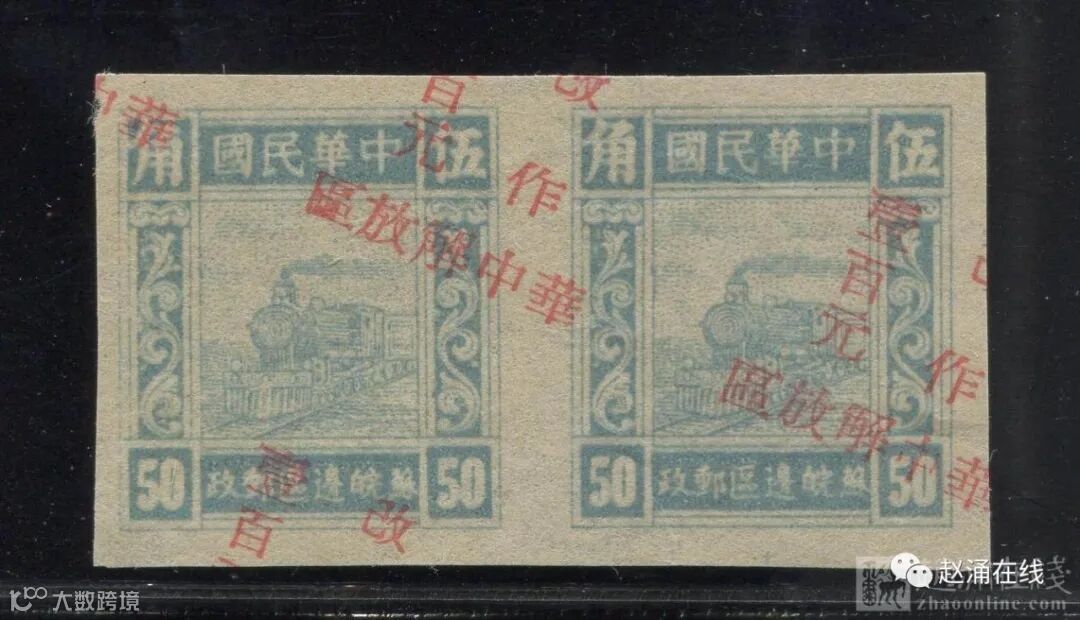 中華民國
伍角
華中解放區
改作
壹百元
50 蘇皖邊区郵政 50
中華民國
伍角
華中解放區
改作
壹百元
50 蘇皖邊区郵政 50
大数跨境
赵涌在线
zhaoonline.com